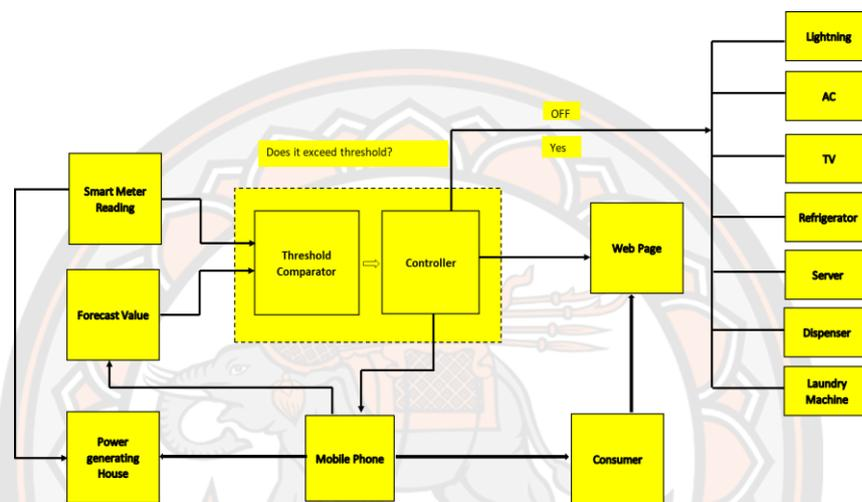 Lightning
AC
OFF
Does it exceed threshold?
Yes
TV
Smart Meter
Reading
Refrigerator
Threshold
Comparator
Controller
Web Page
Server
Forecast Value
Dispenser
Laundry
Machine
Power
generating
House
Mobile Phone
Consumer